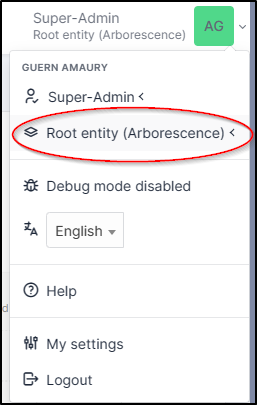 Super-Admin
Root entity (Arborescence)
AG
GUERN AMAURY
Super-Admin
Root entity (Arborescence)
Debug mode disabled
English
Help
My settings
Logout
d